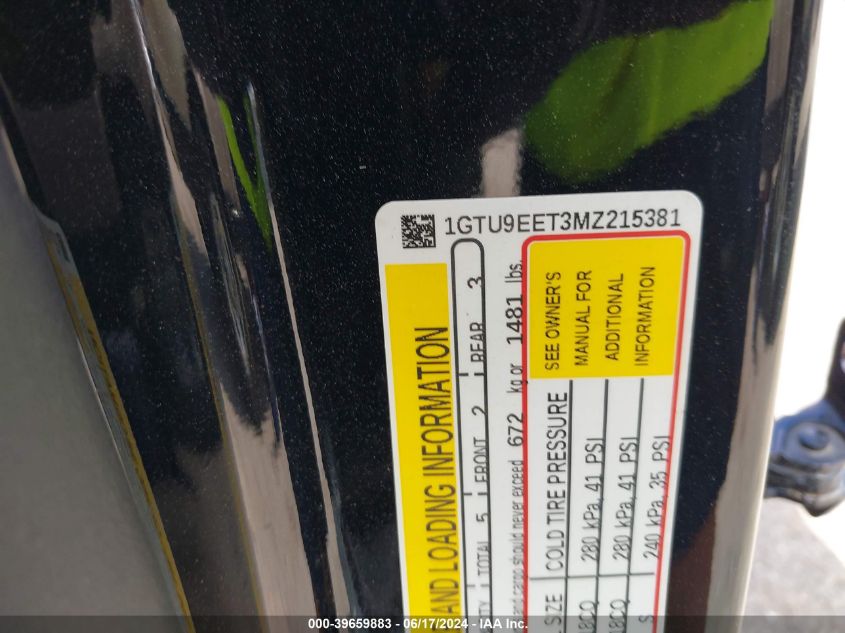 1GTU9EET3MZ215381
AND LOADING INFORMATION
TOTAL 5 FRONT 2 REAR 3
and cargo should never exceed 672 kg or 1481 lbs.
SIZE COLD TIRE PRESSURE
280 kPa, 41 PSI
280 kPa, 41 PSI
240 kPa, 35 PSI
SEE OWNER'S
MANUAL FOR
ADDITIONAL
INFORMATION
000-39659883 - 06/17/2024 - IAA Inc.